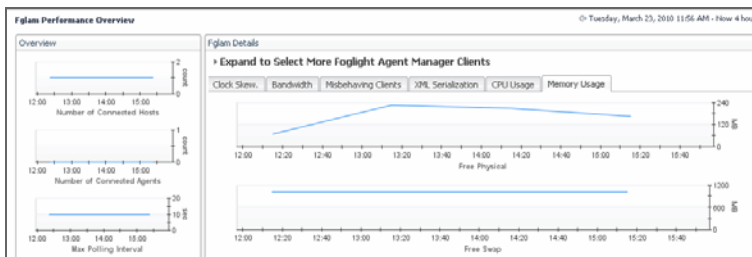 Fglam Performance Overview
Tuesday, March 23, 2010 11:56 AM - Now 4 hour
Overview
2
1
0
count
12:00 13:00 14:00 15:00
Number of Connected Hosts
1
0
count
12:00 13:00 14:00 15:00
Number of Connected Agents
20
10
0
sec
12:00 13:00 14:00 15:00
Max Polling Interval
Fglam Details
Expand to Select More Foglight Agent Manager Clients
Clock Skew. Bandwidth Misbehaving Clients XML Serialization CPU Usage Memory Usage
240
120
MB
12:00 12:20 12:40 13:00 13:20 13:40 14:00 14:20 14:40 15:00 15:20 15:40
Free Physical
1200
600
MB
12:00 12:20 12:40 13:00 13:20 13:40 14:00 14:20 14:40 15:00 15:20 15:40
Free Swap